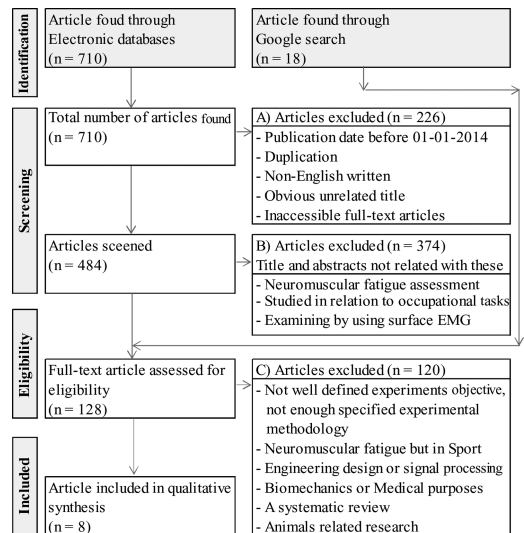 Identification
Article foud through
Electronic databases
(n = 710)
Article found through
Google search
(n = 18)
Screening
Total number of articles found
(n = 710)
A) Articles excluded (n = 226)
- Publication date before 01-01-2014
- Duplication
- Non-English written
- Obvious unrelated title
- Inaccessible full-text articles
Articles sceened
(n = 484)
B) Articles excluded (n = 374)
Title and abstracts not related with these
- Neuromuscular fatigue assessment
- Studied in relation to occupational tasks
- Examining by using surface EMG
Eligibility
Full-text article assessed for
eligibility
(n = 128)
C) Articles excluded (n = 120)
- Not well defined experiments objective,
not enough specified experimental
methodology
- Neuromuscular fatigue but in Sport
- Engineering design or signal processing
- Biomechanics or Medical purposes
- A systematic review
- Animals related research
Included
Article included in qualitative
synthesis
(n = 8)